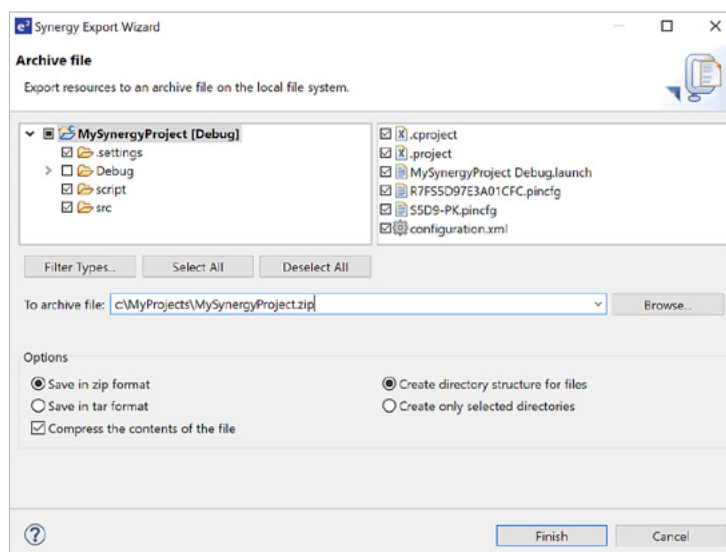 e² Synergy Export Wizard
Archive file
Export resources to an archive file on the local file system.
MySynergyProject [Debug]
.settings
Debug
script
src
.cproject
.project
MySynergyProject Debug.launch
R7FS5D97E3A01CFC.pincfg
S5D9-PK.pincfg
configuration.xml
Filter Types...
Select All
Deselect All
To archive file:
c:\MyProjects\MySynergyProject.zip
Browse...
Options
Save in zip format
Save in tar format
Compress the contents of the file
Create directory structure for files
Create only selected directories
?
Finish
Cancel